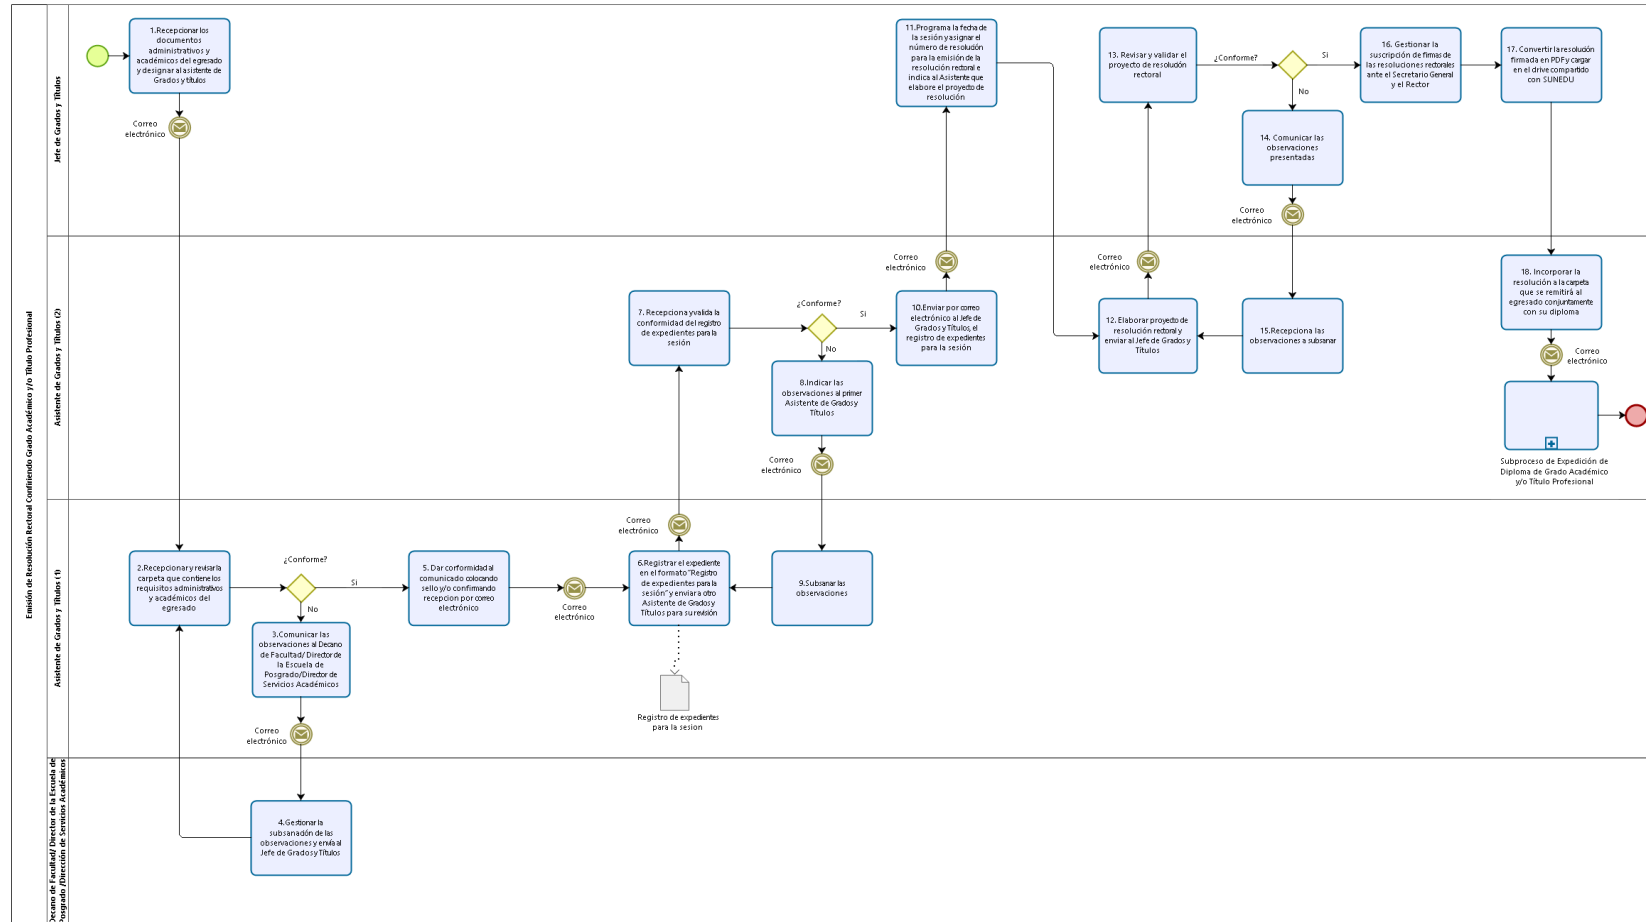 Emisión de Resolución Rectoral Confiriendo Grado Académico y/o Título Profesional
Jefe de Grados y Títulos
1.Recepcionar los
documentos
administrativos y
académicos del egresado
y designar al asistente de
Grados y títulos
Correo
electrónico
11.Programa la fecha de
la sesión y asignar el
número de resolución
para la emisión de la
resolución rectoral e
indica al Asistente que
elabore el proyecto de
resolución
13. Revisar y validar el
proyecto de resolución
rectoral
¿Conforme?
Si
No
16. Gestionar la
suscripción de firmas de
las resoluciones rectorales
ante el Secretario General
y el Rector
17. Convertir la resolución
firmada en PDF y cargar
en el drive compartido
con SUNEDU
14. Comunicar las
observaciones
presentadas
Correo
electrónico
Asistente de Grados y Títulos (2)
7. Recepciona y valida la
conformidad del registro
de expedientes para la
sesión
¿Conforme?
Si
No
8.Indicar las
observaciones al primer
Asistente de Grados y
Títulos
Correo
electrónico
Correo
electrónico
10.Enviar por correo
electrónico al Jefe de
Grados y Títulos, el
registro de expedientes
para la sesión
Correo
electrónico
12. Elaborar proyecto de
resolución rectoral y
enviar al Jefe de Grados y
Títulos
15.Recepciona las
observaciones a subsanar
18. Incorporar la
resolución a la carpeta
que se remitirá al
egresado conjuntamente
con su diploma
Correo
electrónico
Subproceso de Expedición de
Diploma de Grado Académico
y/o Título Profesional
Asistente de Grados y Títulos (1)
2.Recepcionar y revisar la
carpeta que contiene los
requisitos administrativos
y académicos del
egresado
¿Conforme?
Si
No
3.Comunicar las
observaciones al Decano
de Facultad/ Director de
la Escuela de
Posgrado/Director de
Servicios Académicos
Correo
electrónico
5. Dar conformidad al
comunicado colocando
sello y/o confirmando
recepcion por correo
electrónico
Correo
electrónico
Correo
electrónico
6.Registrar el expediente
en el formato "Registro
de expedientes para la
sesión" y enviar a otro
Asistente de Grados y
Títulos para su revisión
Registro de expedientes
para la sesion
9.Subsanar las
observaciones
Decano de Facultad/ Director de la Escuela de
Posgrado /Dirección de Servicios Académicos
4.Gestionar la
subsanación de las
observaciones y envía al
Jefe de Grados y Títulos